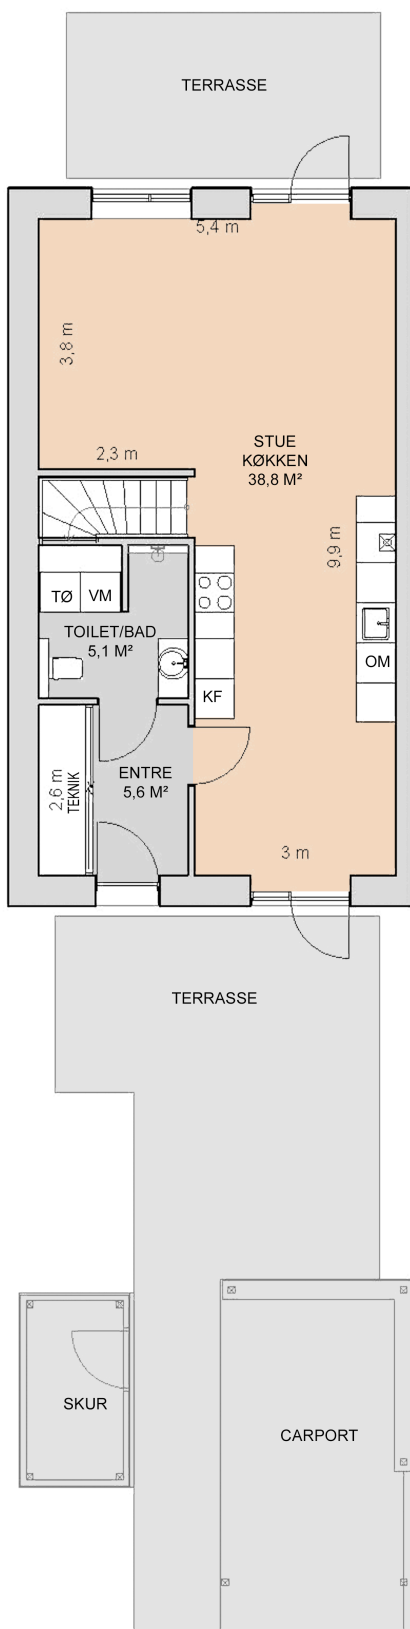 TERRASSE
5,4 m
3,8 m
2,3 m
STUE
KØKKEN
38,8 M²
9,9 m
TØ
VM
TOILET/BAD
5,1 M²
OM
KF
ENTRE
5,6 M²
2,6 m
TEKNIK
3 m
TERRASSE
SKUR
CARPORT